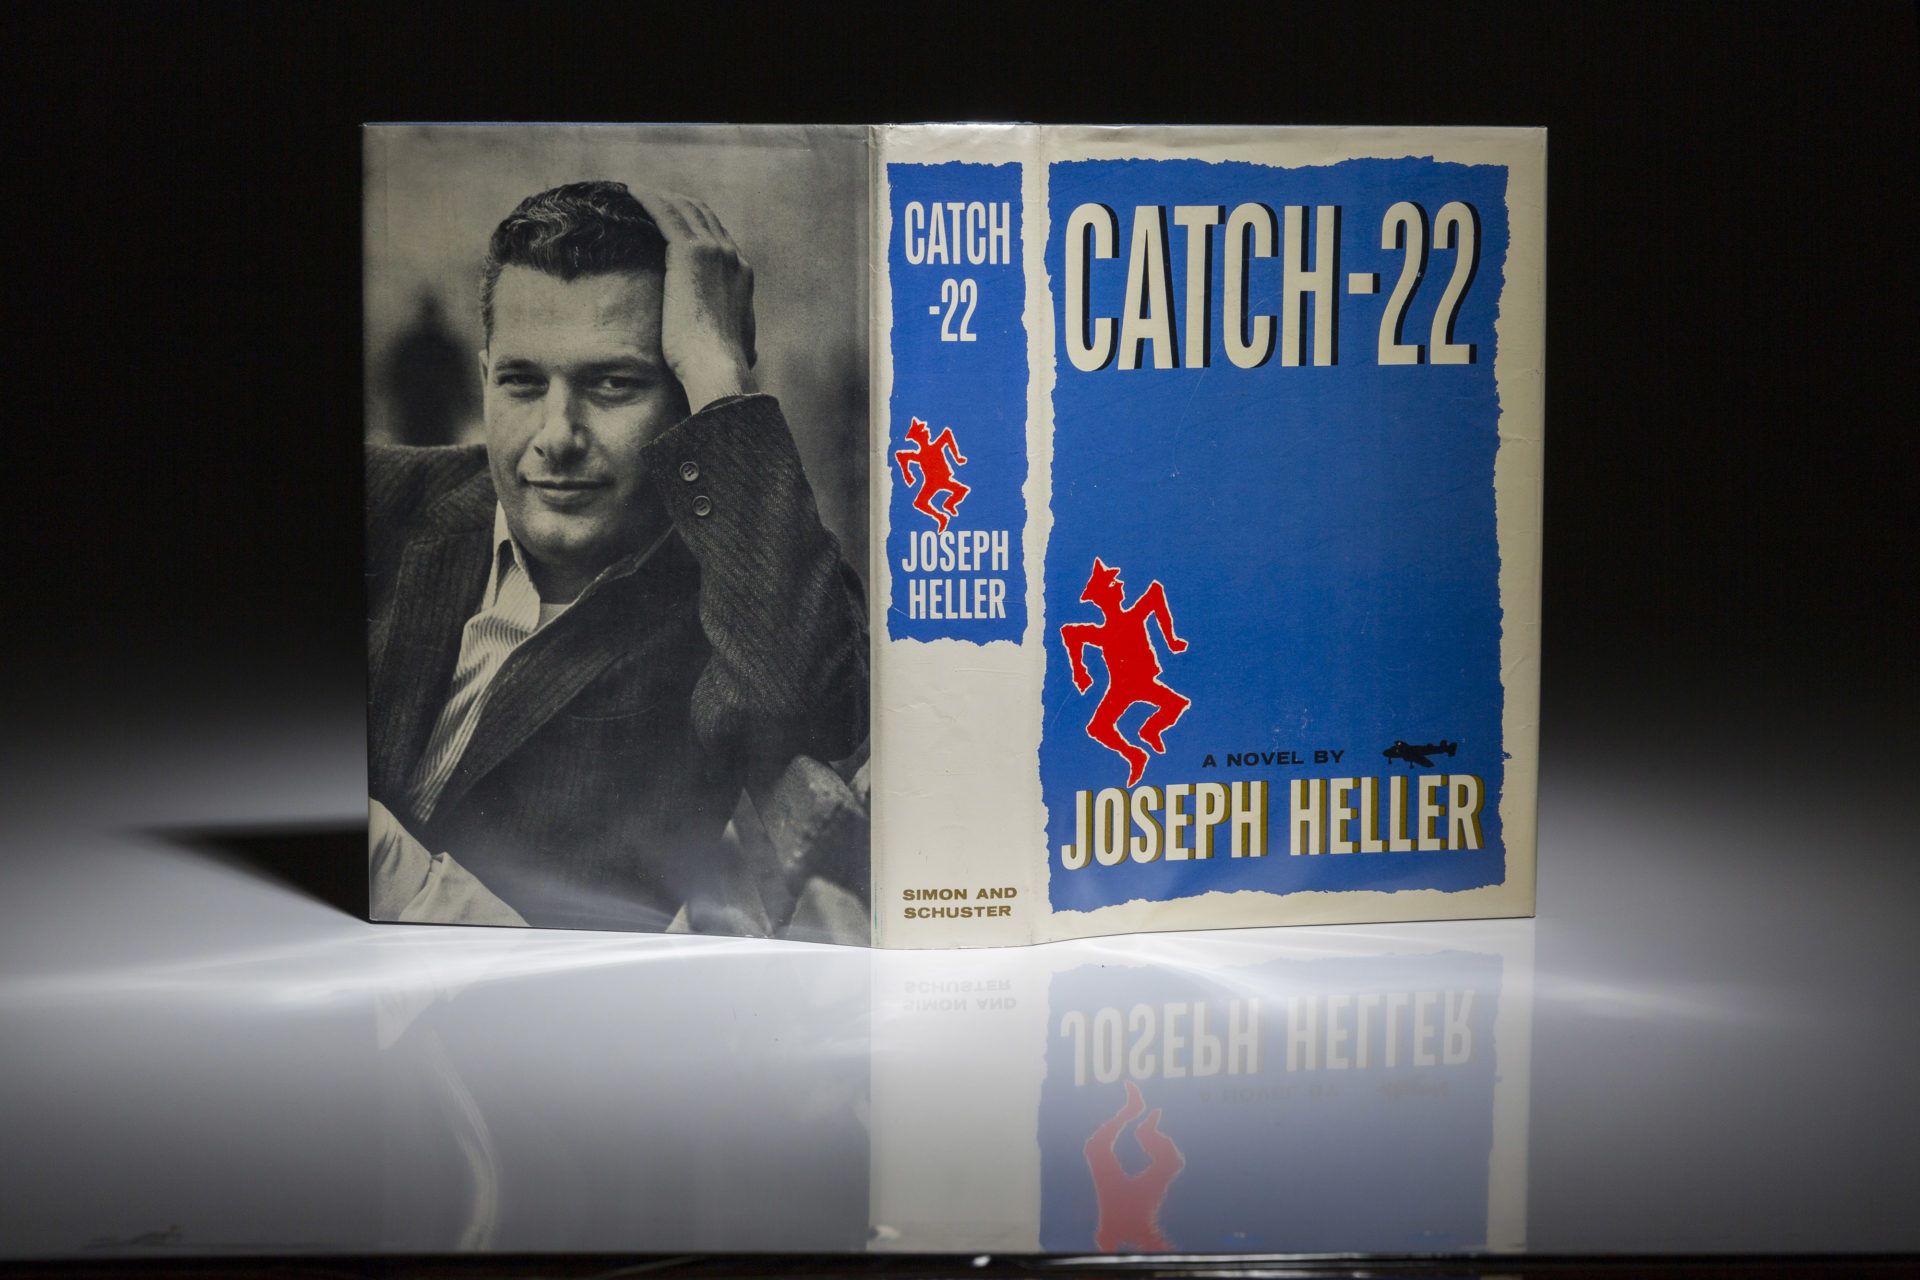 CATCH
-22
JOSEPH
HELLER
SIMON AND
SCHUSTER
CATCH-22
A NOVEL BY
JOSEPH HELLER